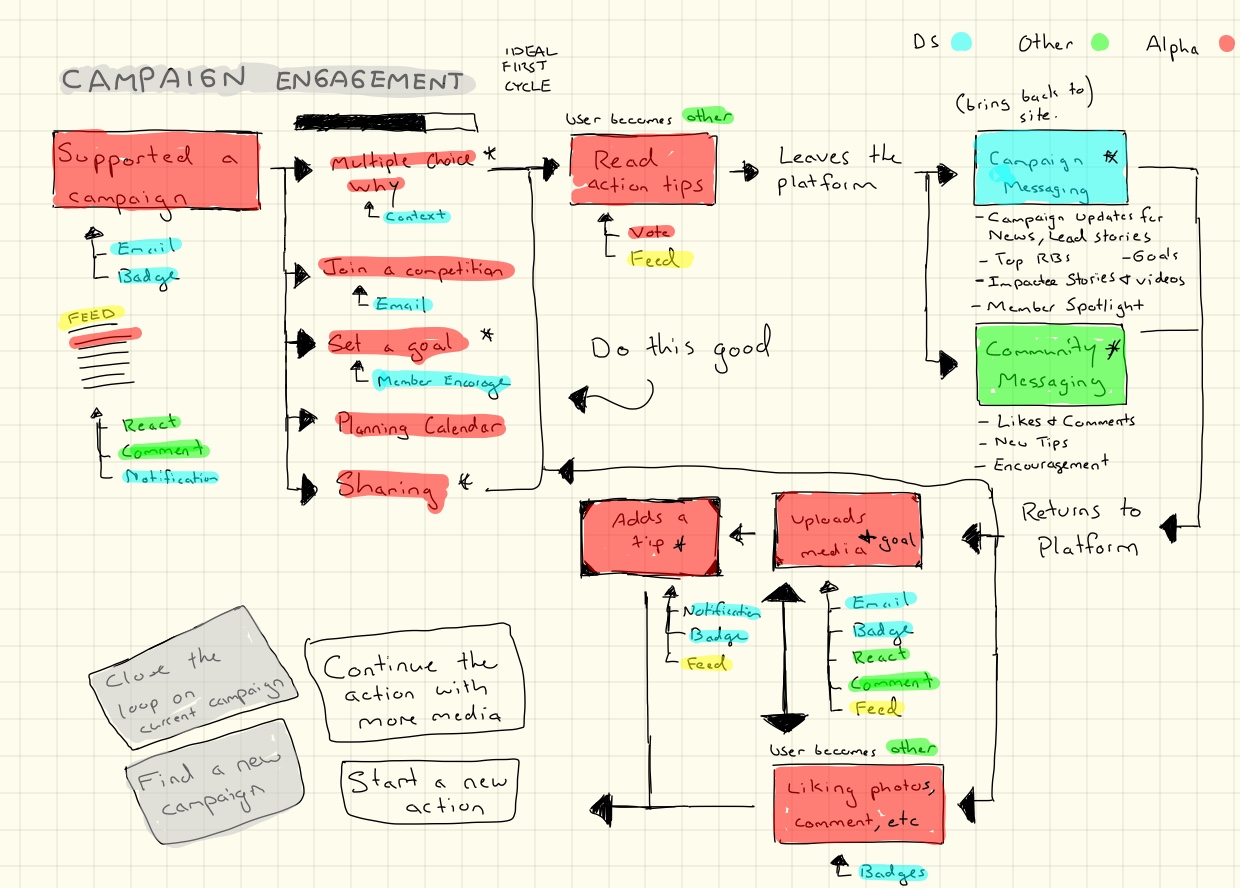 DS
Other
Alpha
CAMPAIGN ENGAGEMENT
IDEAL
FIRST
CYCLE
Supported a
campaign
Email
Badge
FEED
React
Comment
Notification
Multiple Choice *
why
Context
Join a competition
Email
Set a goal *
Member Encorage
Planning Calendar
Sharing *
User becomes other
Read
action tips
Vote
Feed
Leaves the
platform
(bring back to)
site.
Campaign *
Messaging
- Campaign updates for
News, Lead stories
- Top RBs - Goals
- Impactee Stories & videos
- Member Spotlight
Community *
Messaging
- Likes & Comments
- New Tips
- Encouragement
Do this good
Returns to
Platform
Uploads
media * goal
Email
Badge
React
Comment
Feed
Adds a
tip *
Notification
Badge
Feed
User becomes other
Liking photos,
comment, etc
Badges
Close the
loop on
current campaign
Continue the
action with
more media
Find a new
campaign
Start a new
action